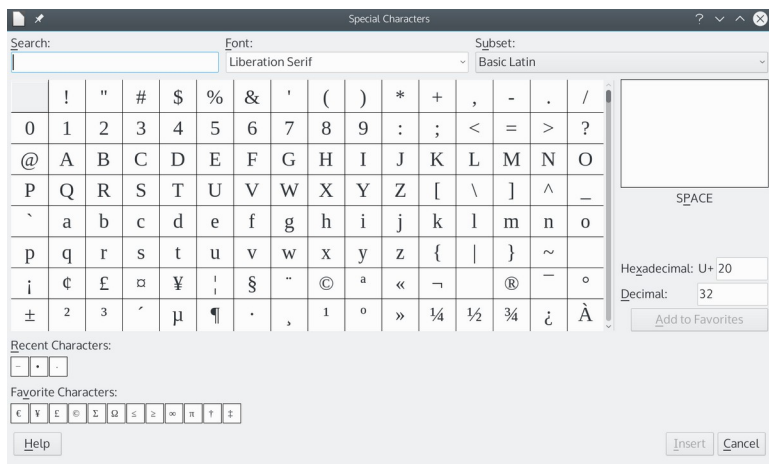 Special Characters
Search: Font: Subset:
Liberation Serif Basic Latin
! " # $ % & ' ( ) * + , - . /
0 1 2 3 4 5 6 7 8 9 : ; < = > ?
@ A B C D E F G H I J K L M N O
P Q R S T U V W X Y Z [ \ ] ^ _
` a b c d e f g h i j k l m n o
p q r s t u v w x y z { | } ~
¡ ¢ £ ¤ ¥ ¦ § ¨ © ª « ¬ ® ¯ °
± ² ³ ´ µ ¶ · ¸ ¹ º » ¼ ½ ¾ ¿ À
SPACE
Hexadecimal: U+ 20
Decimal: 32
Add to Favorites
Recent Characters:
Favorite Characters:
€ ¥ £ © Σ Ω ≤ ≥ ∞ π † ‡
Help Insert Cancel